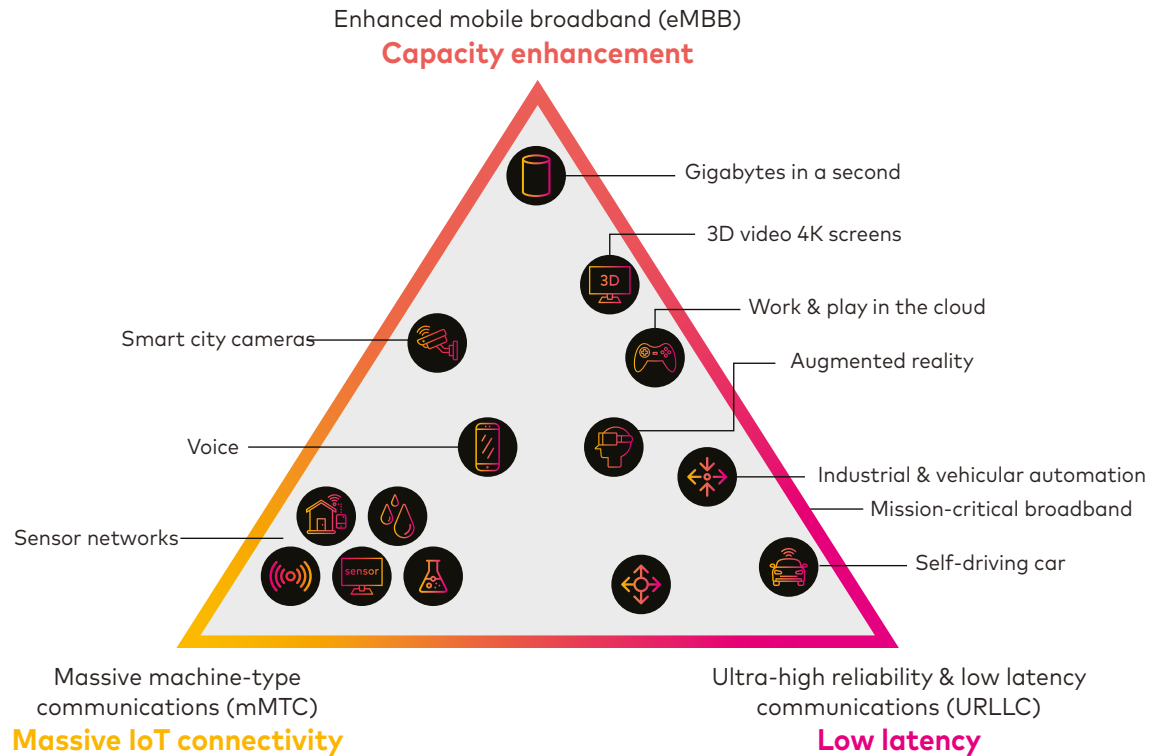 Enhanced mobile broadband (eMBB)
Capacity enhancement
Gigabytes in a second
3D video 4K screens
3D
Work & play in the cloud
Smart city cameras
Augmented reality
Voice
Industrial & vehicular automation
Mission-critical broadband
Sensor networks
Self-driving car
sensor
Massive machine-type
communications (mMTC)
Massive IoT connectivity
Ultra-high reliability & low latency
communications (URLLC)
Low latency